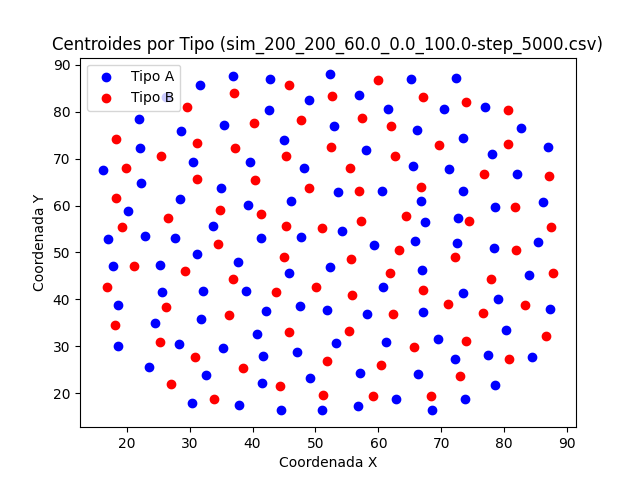 Centroides por Tipo (sim_200_200_60.0_0.0_100.0-step_5000.csv)
Tipo A
Tipo B
90
80
70
60
50
40
30
20
Coordenada Y
20 30 40 50 60 70 80 90
Coordenada X